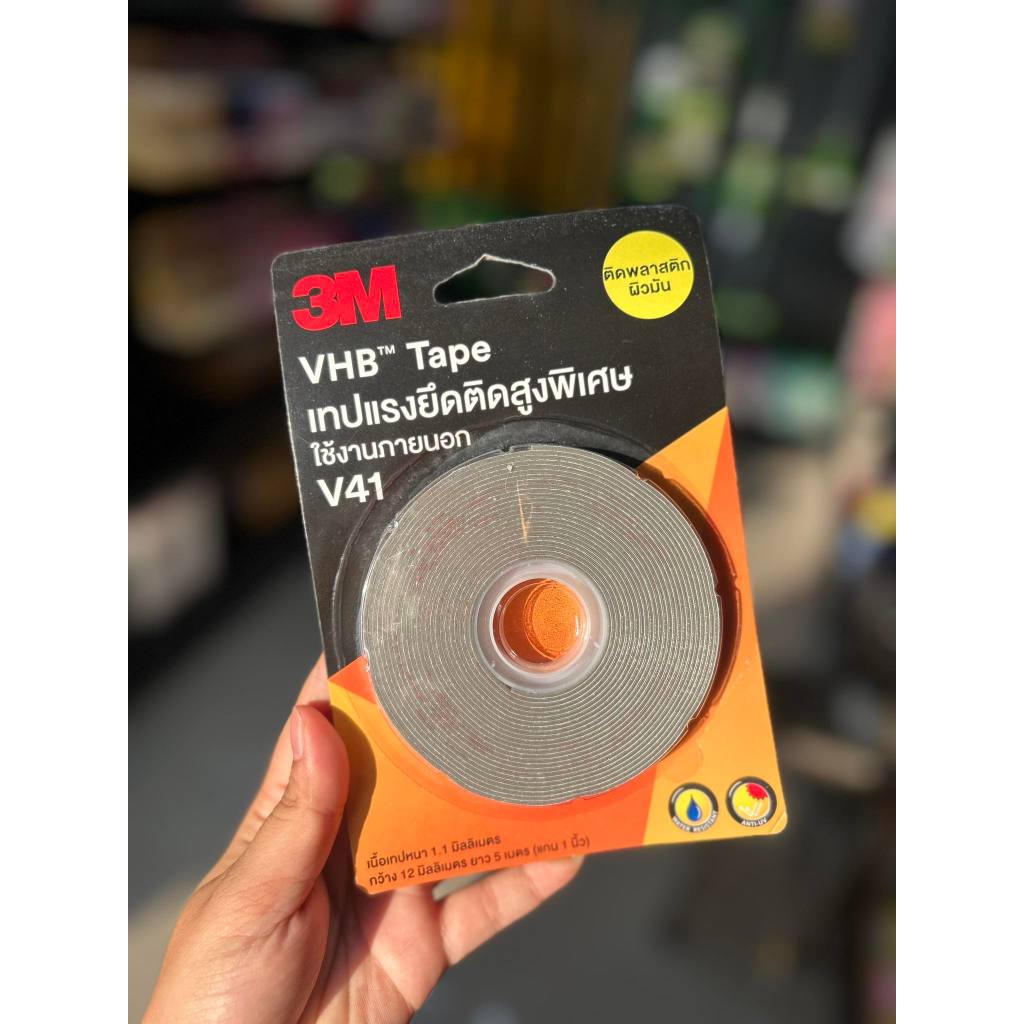 3M
ติดพลาสติก
ผิวมัน
VHB™ Tape
เทปแรงยึดติดสูงพิเศษ
ใช้งานภายนอก
V41
WATER RESISTANT
ANTI-UV
เนื้อเทปหนา 1.1 มิลลิเมตร
กว้าง 12 มิลลิเมตร ยาว 5 เมตร (แกน 1 นิ้ว)